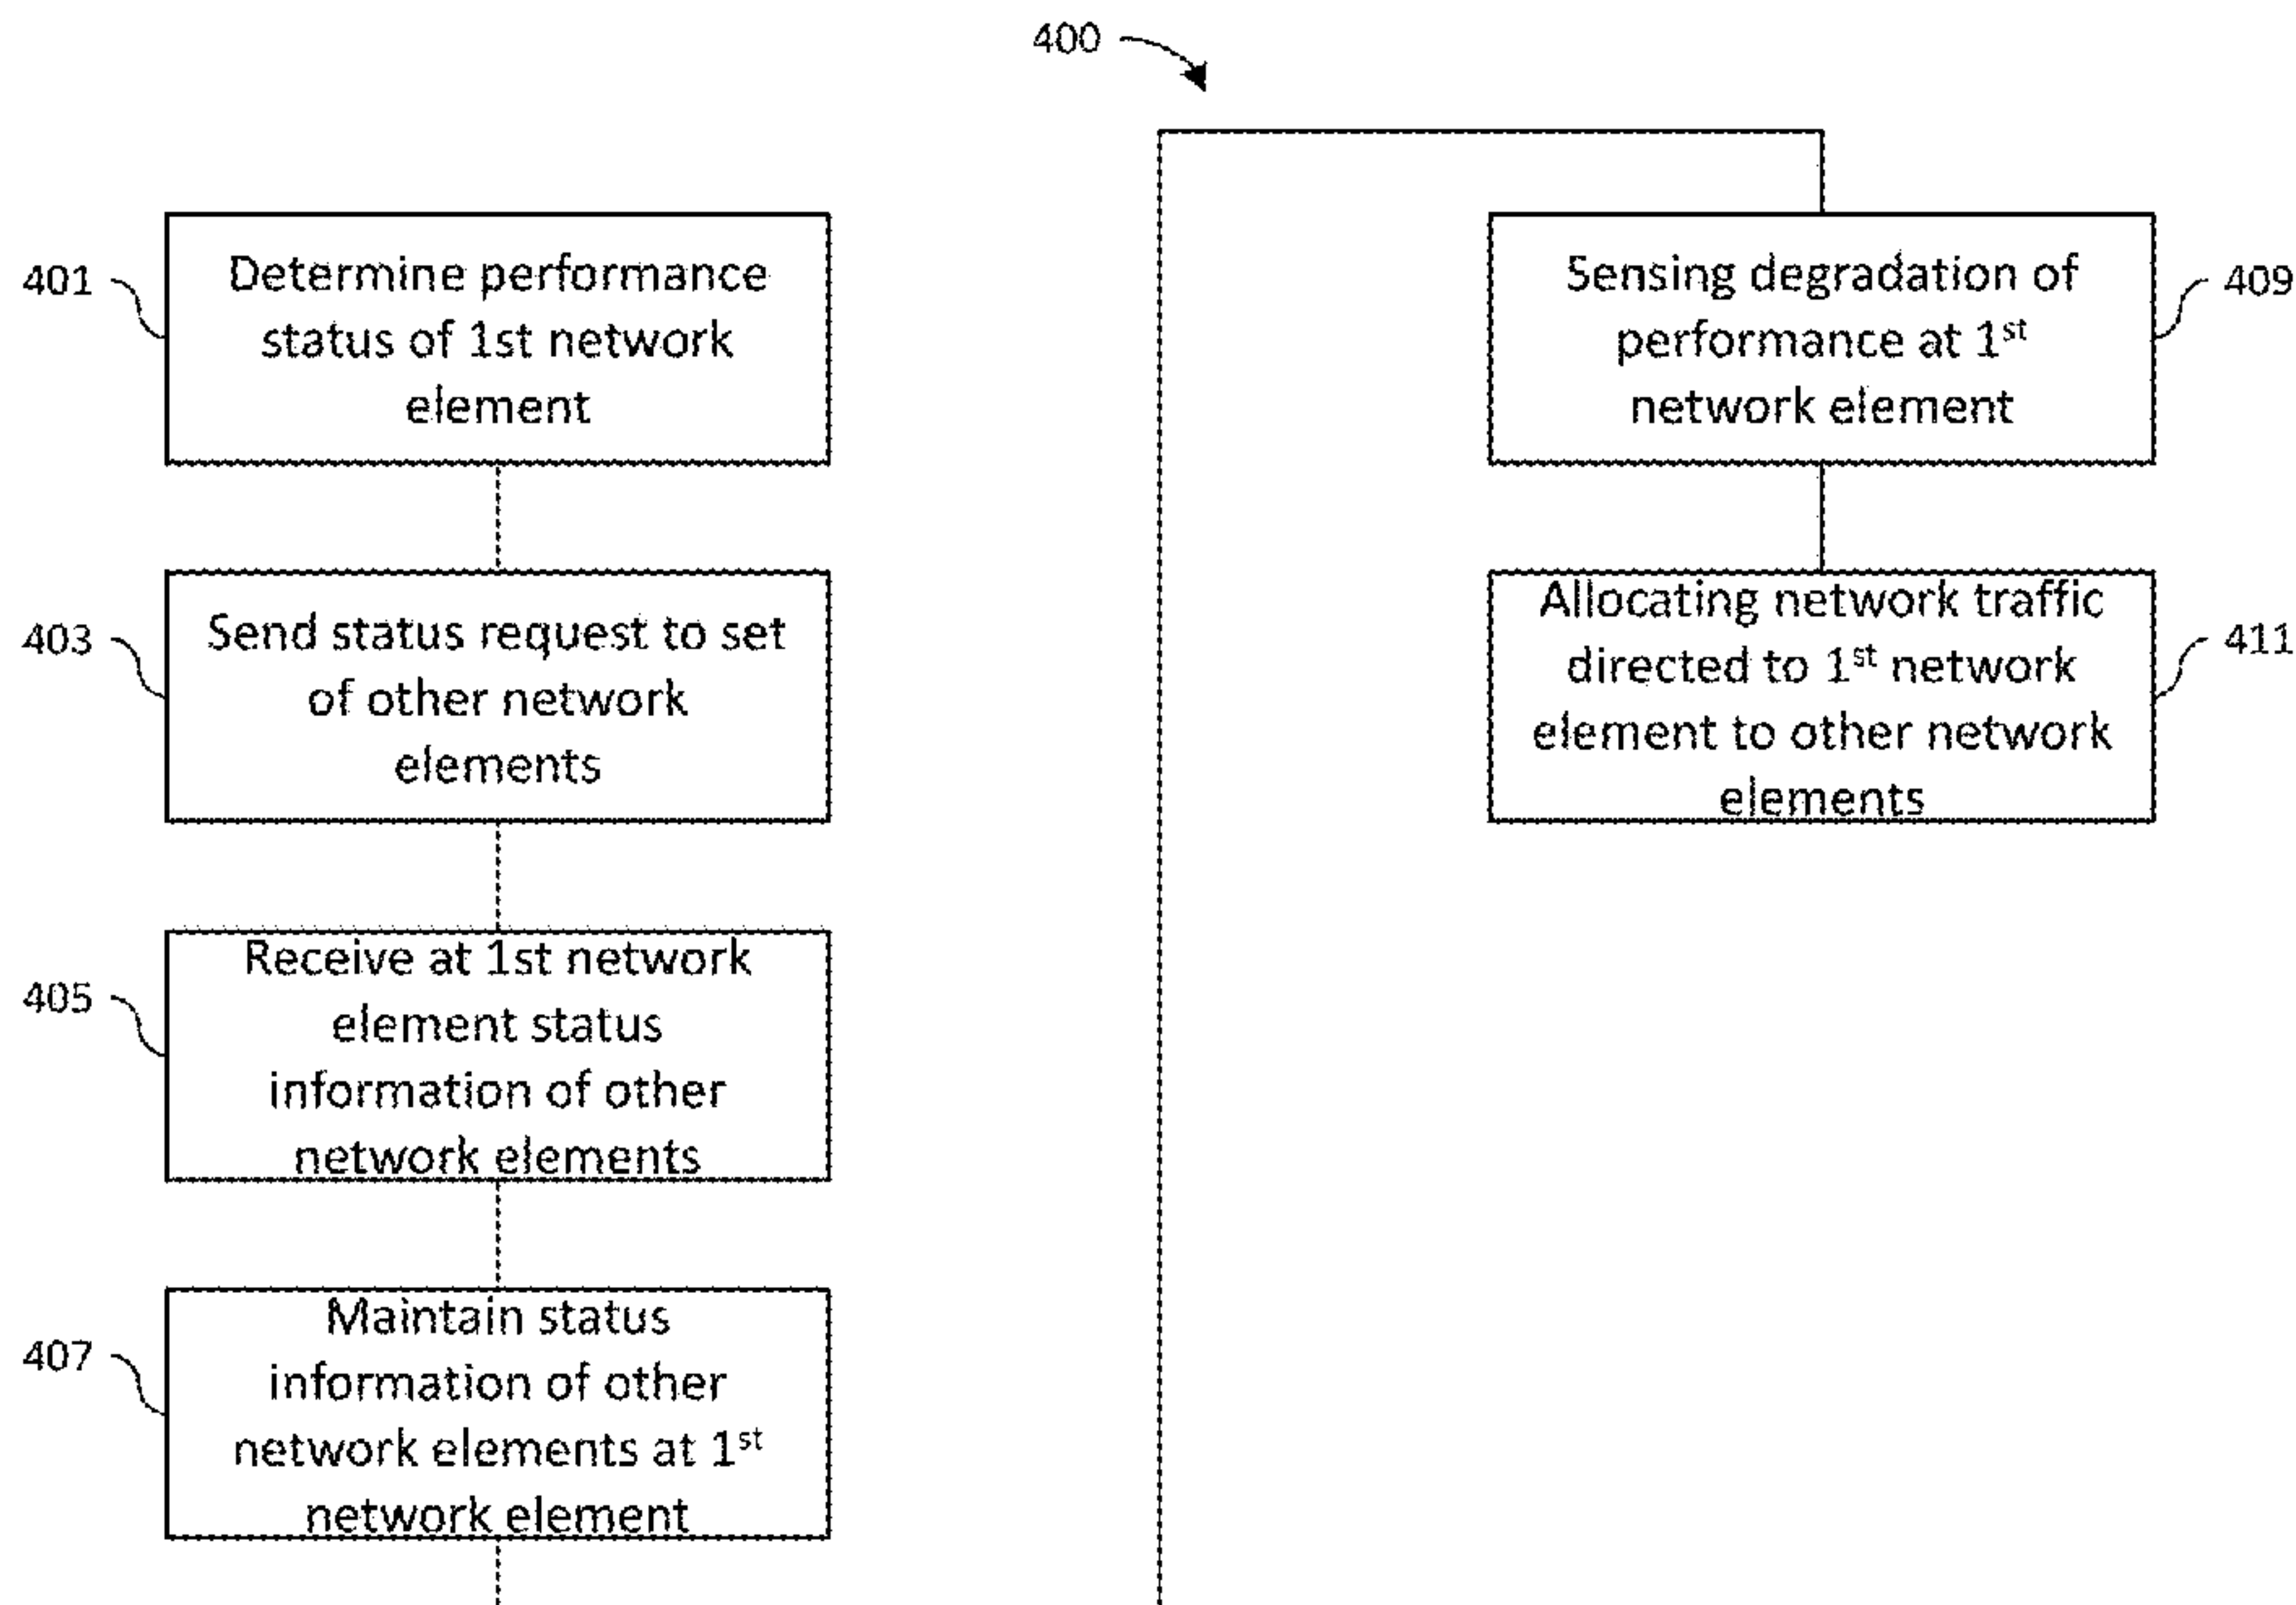 400
401
Determine performance
status of 1st network
element
403
Send status request to set
of other network
elements
405
Receive at 1st network
element status
information of other
network elements
407
Maintain status
information of other
network elements at 1st
network element
Sensing degradation of
performance at 1st
network element
409
Allocating network traffic
directed to 1st network
element to other network
elements
411